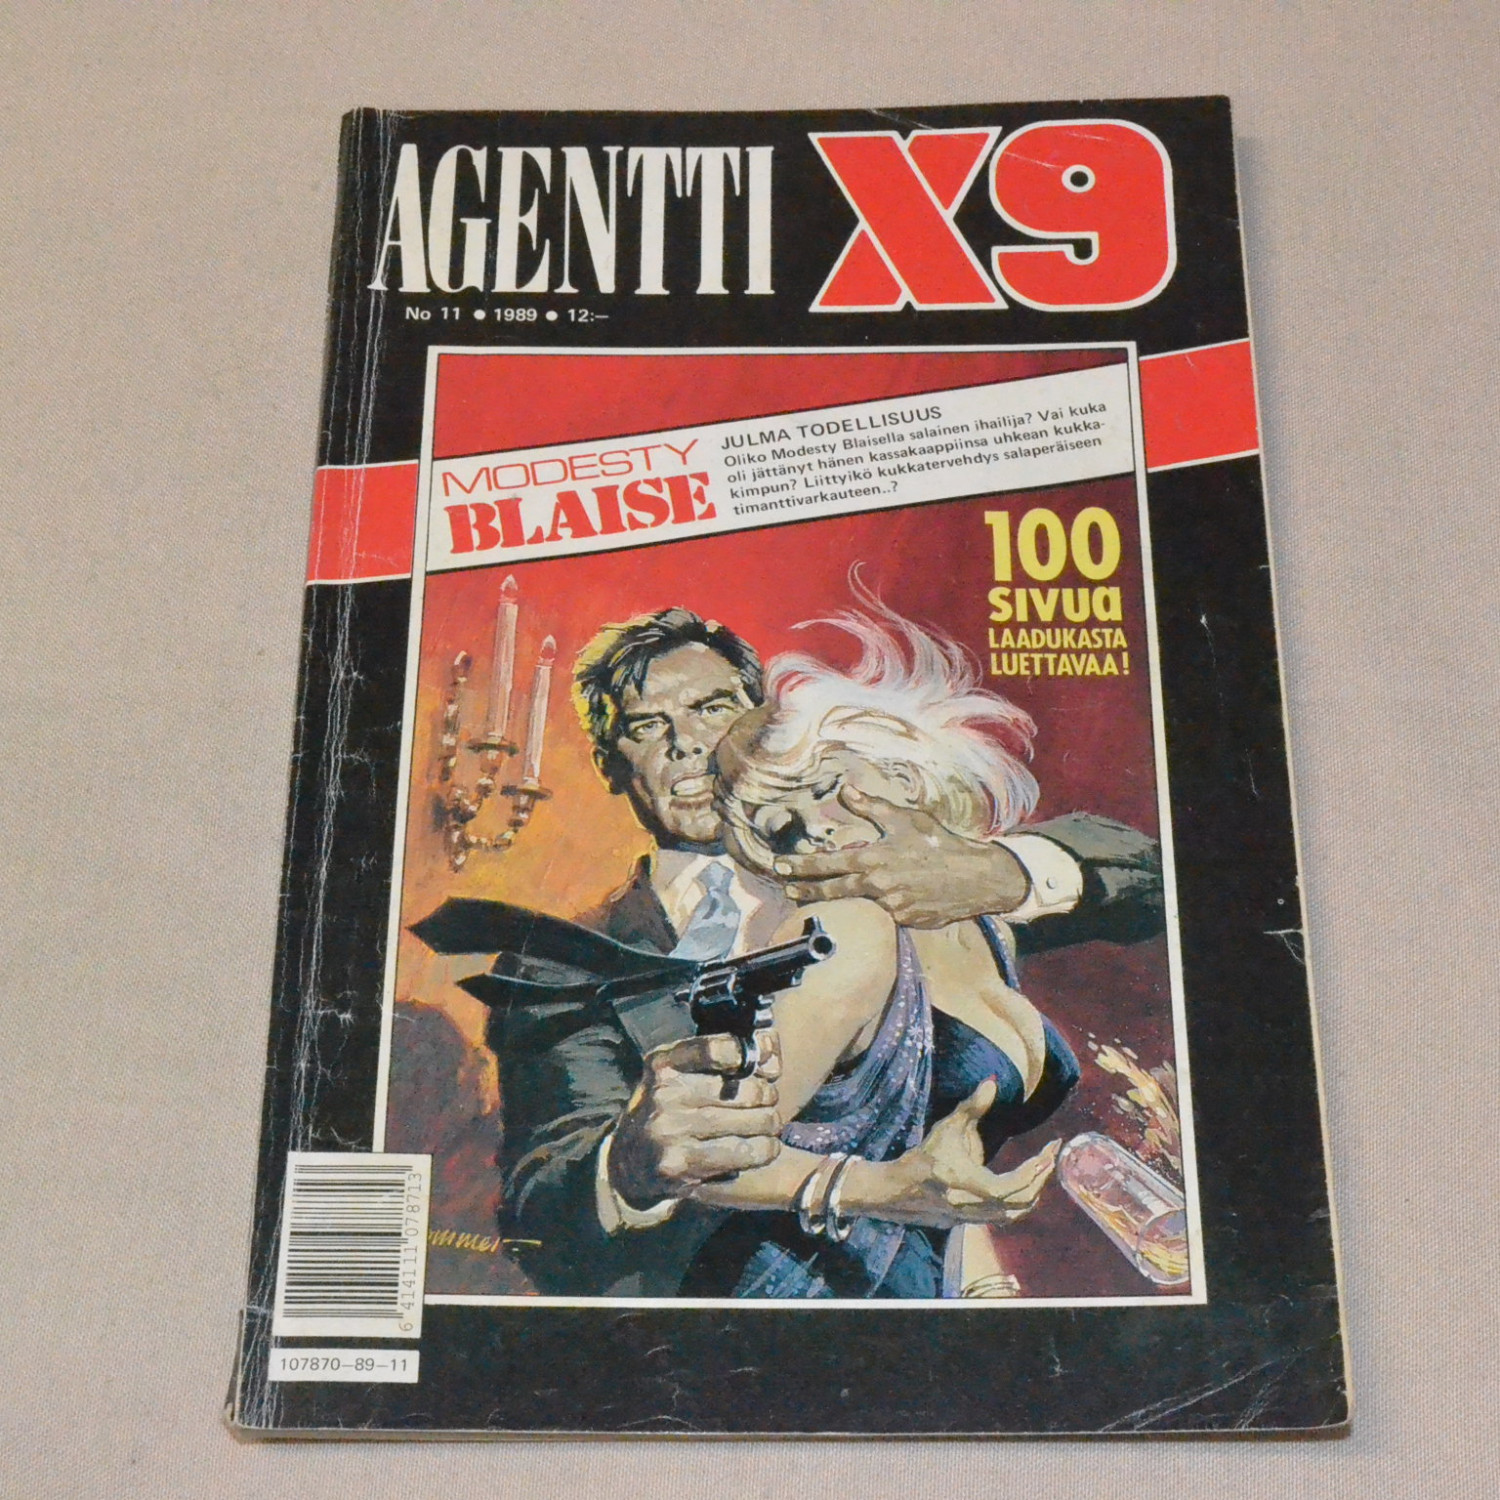 AGENTTI X9
No 11 ● 1989 ● 12:–
MODESTY
BLAISE
JULMA TODELLISUUS
Oliko Modesty Blaisella salainen ihailija? Vai kuka
oli jättänyt hänen kassakaappiinsa uhkean kukka-
kimpun? Liittyikö kukkatervehdys salaperäiseen
timanttivarkauteen..?
100
SIVUA
LAADUKASTA
LUETTAVAA!
6 414111 078713
107870–89–11